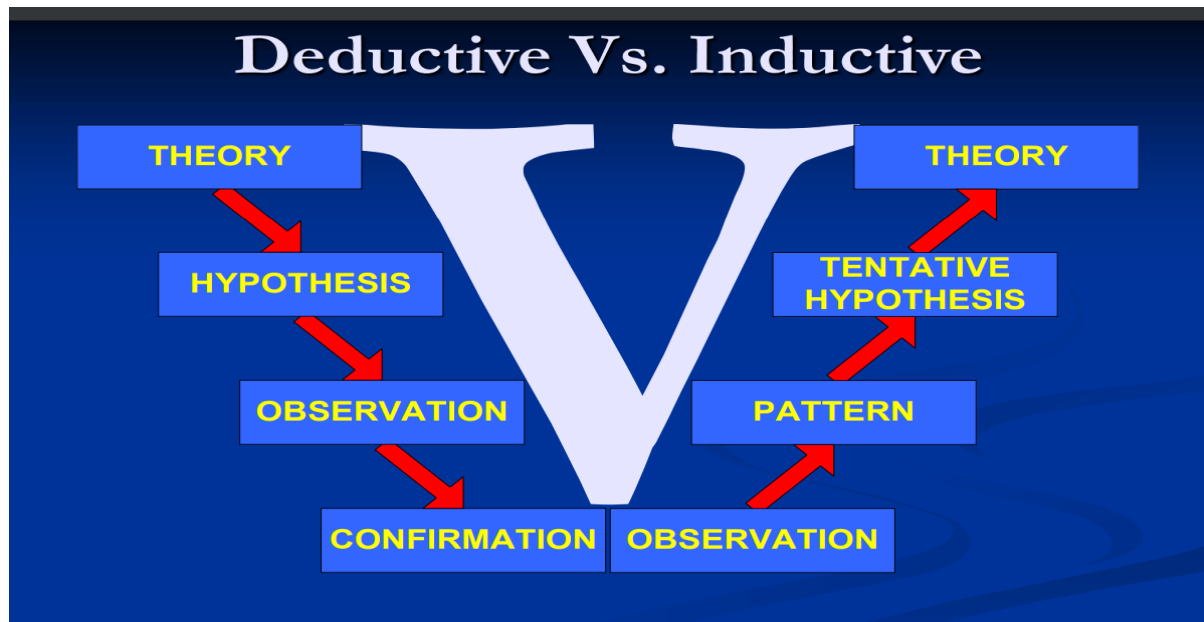 Deductive Vs. Inductive
V
THEORY
HYPOTHESIS
OBSERVATION
CONFIRMATION
THEORY
TENTATIVE
HYPOTHESIS
PATTERN
OBSERVATION